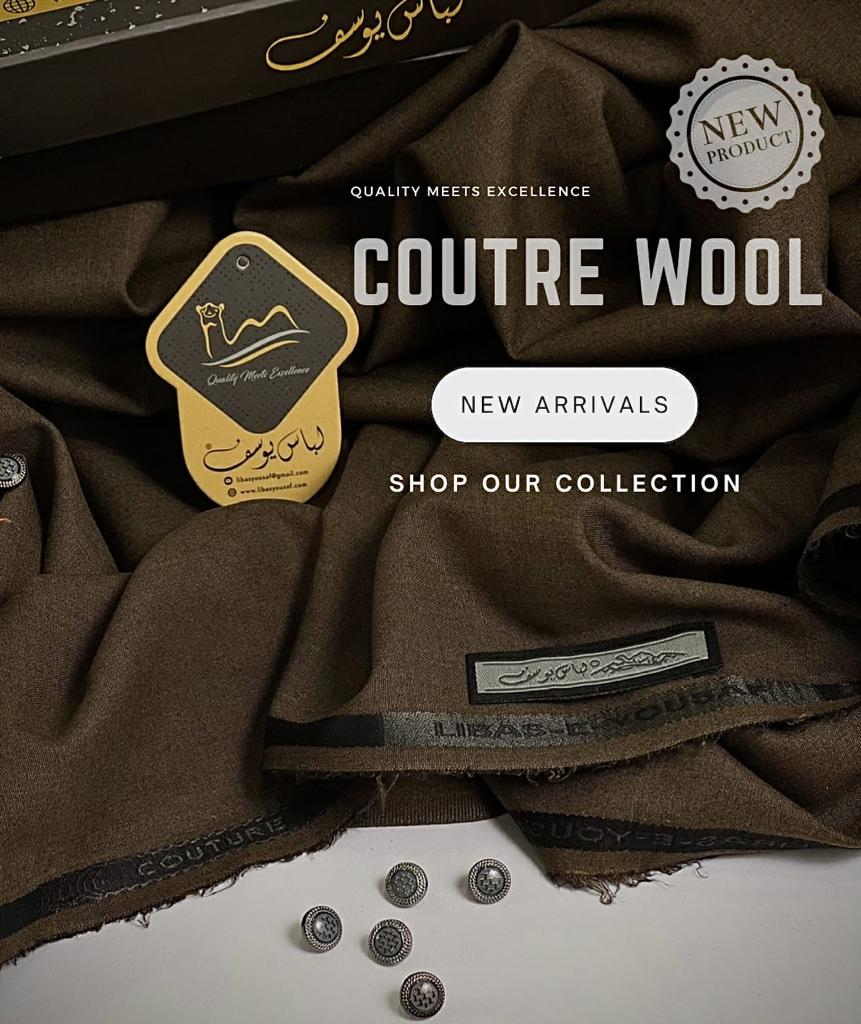 لباس یوسف
NEW
PRODUCT
QUALITY MEETS EXCELLENCE
COUTRE WOOL
Quality Meets Excellence
NEW ARRIVALS
لباس یوسف
®
libasyousaf@gmail.com
www.libasyousaf.com
SHOP OUR COLLECTION
لباس یوسف
LIBAS-E-YOUSAF
COUTURE